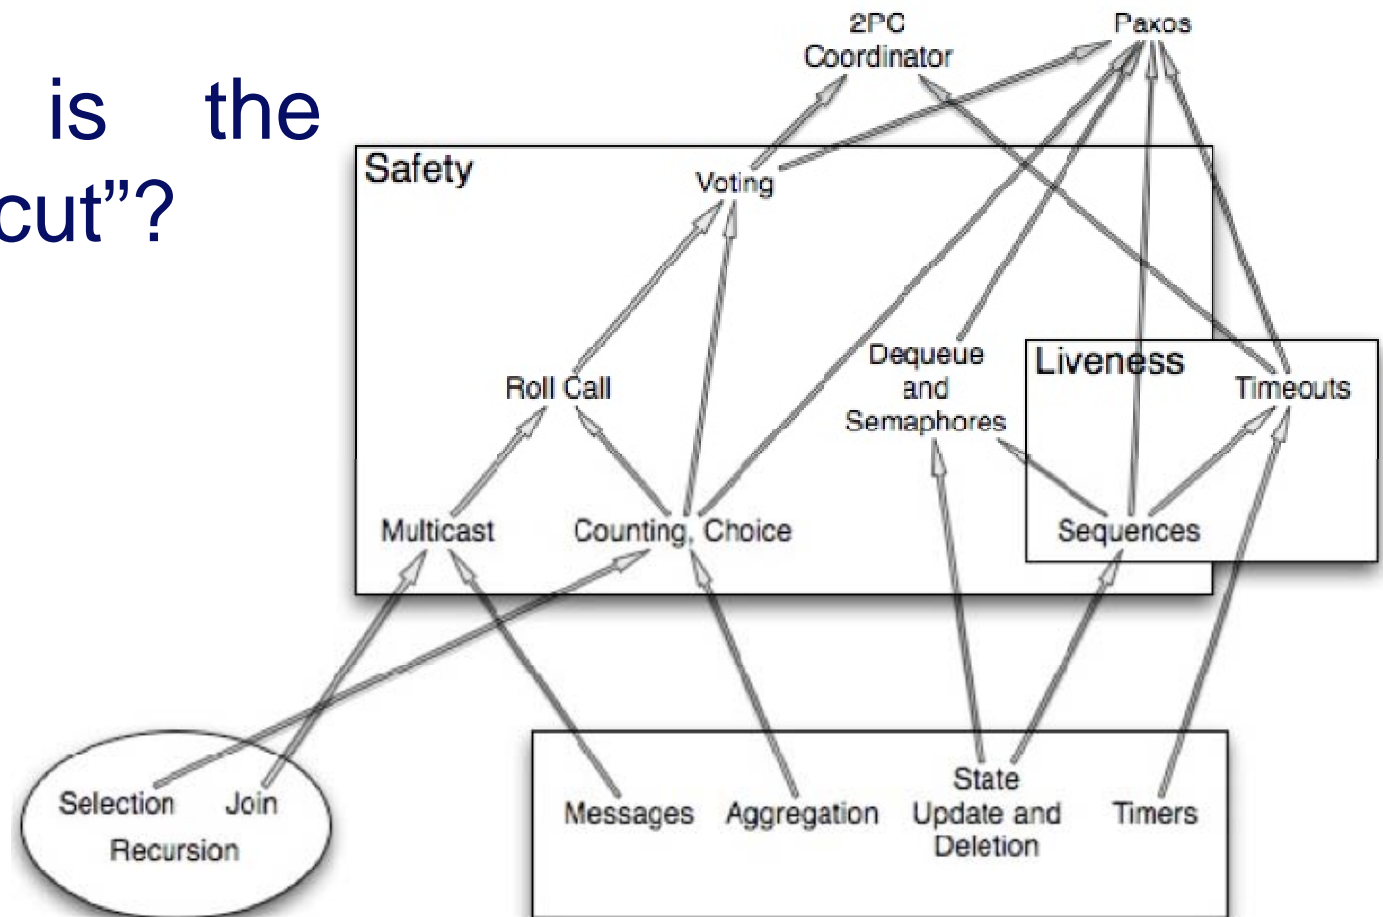 is the
cut”?
2PC
Coordinator
Paxos
Safety
Voting
Dequeue
and
Semaphores
Liveness
Timeouts
Roll Call
Multicast
Counting, Choice
Sequences
Selection Join
Recursion
Messages
Aggregation
State
Update and
Deletion
Timers